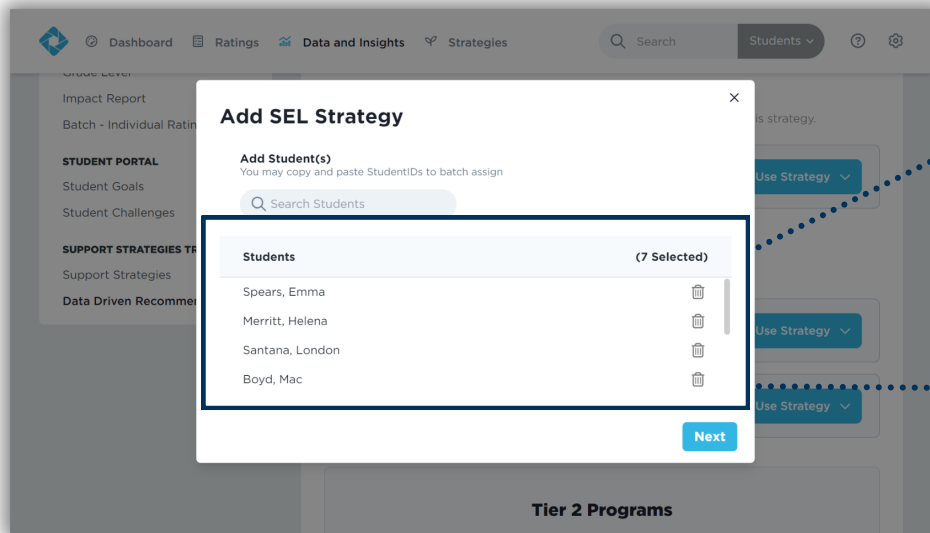 Dashboard
Ratings
Data and Insights
Strategies
Search
Students
Grade Level
Impact Report
Batch - Individual Ratin
STUDENT PORTAL
Student Goals
Student Challenges
SUPPORT STRATEGIES TR
Support Strategies
Data Driven Recommen
Add SEL Strategy
Add Student(s)
You may copy and paste StudentIDs to batch assign
Search Students
Students
(7 Selected)
Spears, Emma
Merritt, Helena
Santana, London
Boyd, Mac
Next
is strategy.
Use Strategy
Use Strategy
Use Strategy
Tier 2 Programs